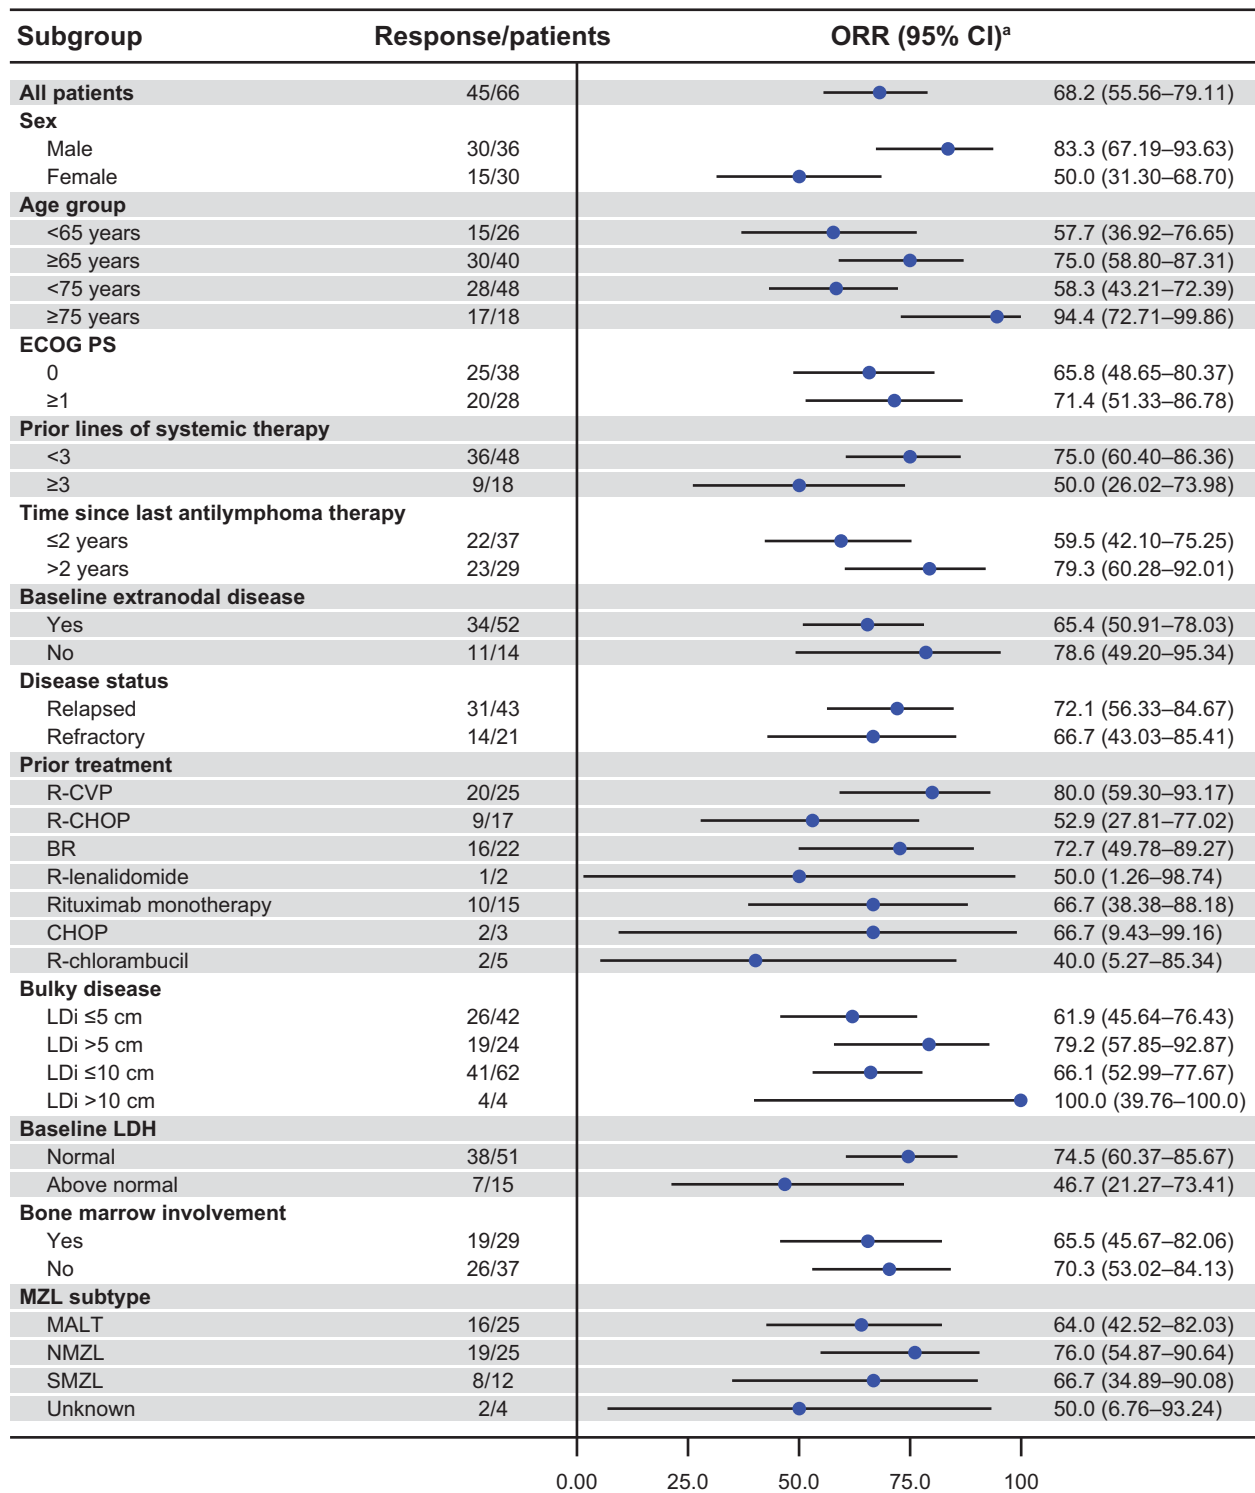 Subgroup Response/patients ORR (95% CI)ᵃ
All patients 45/66 68.2 (55.56–79.11)
Sex
Male 30/36 83.3 (67.19–93.63)
Female 15/30 50.0 (31.30–68.70)
Age group
<65 years 15/26 57.7 (36.92–76.65)
≥65 years 30/40 75.0 (58.80–87.31)
<75 years 28/48 58.3 (43.21–72.39)
≥75 years 17/18 94.4 (72.71–99.86)
ECOG PS
0 25/38 65.8 (48.65–80.37)
≥1 20/28 71.4 (51.33–86.78)
Prior lines of systemic therapy
<3 36/48 75.0 (60.40–86.36)
≥3 9/18 50.0 (26.02–73.98)
Time since last antilymphoma therapy
≤2 years 22/37 59.5 (42.10–75.25)
>2 years 23/29 79.3 (60.28–92.01)
Baseline extranodal disease
Yes 34/52 65.4 (50.91–78.03)
No 11/14 78.6 (49.20–95.34)
Disease status
Relapsed 31/43 72.1 (56.33–84.67)
Refractory 14/21 66.7 (43.03–85.41)
Prior treatment
R-CVP 20/25 80.0 (59.30–93.17)
R-CHOP 9/17 52.9 (27.81–77.02)
BR 16/22 72.7 (49.78–89.27)
R-lenalidomide 1/2 50.0 (1.26–98.74)
Rituximab monotherapy 10/15 66.7 (38.38–88.18)
CHOP 2/3 66.7 (9.43–99.16)
R-chlorambucil 2/5 40.0 (5.27–85.34)
Bulky disease
LDi ≤5 cm 26/42 61.9 (45.64–76.43)
LDi >5 cm 19/24 79.2 (57.85–92.87)
LDi ≤10 cm 41/62 66.1 (52.99–77.67)
LDi >10 cm 4/4 100.0 (39.76–100.0)
Baseline LDH
Normal 38/51 74.5 (60.37–85.67)
Above normal 7/15 46.7 (21.27–73.41)
Bone marrow involvement
Yes 19/29 65.5 (45.67–82.06)
No 26/37 70.3 (53.02–84.13)
MZL subtype
MALT 16/25 64.0 (42.52–82.03)
NMZL 19/25 76.0 (54.87–90.64)
SMZL 8/12 66.7 (34.89–90.08)
Unknown 2/4 50.0 (6.76–93.24)
0.00 25.0 50.0 75.0 100